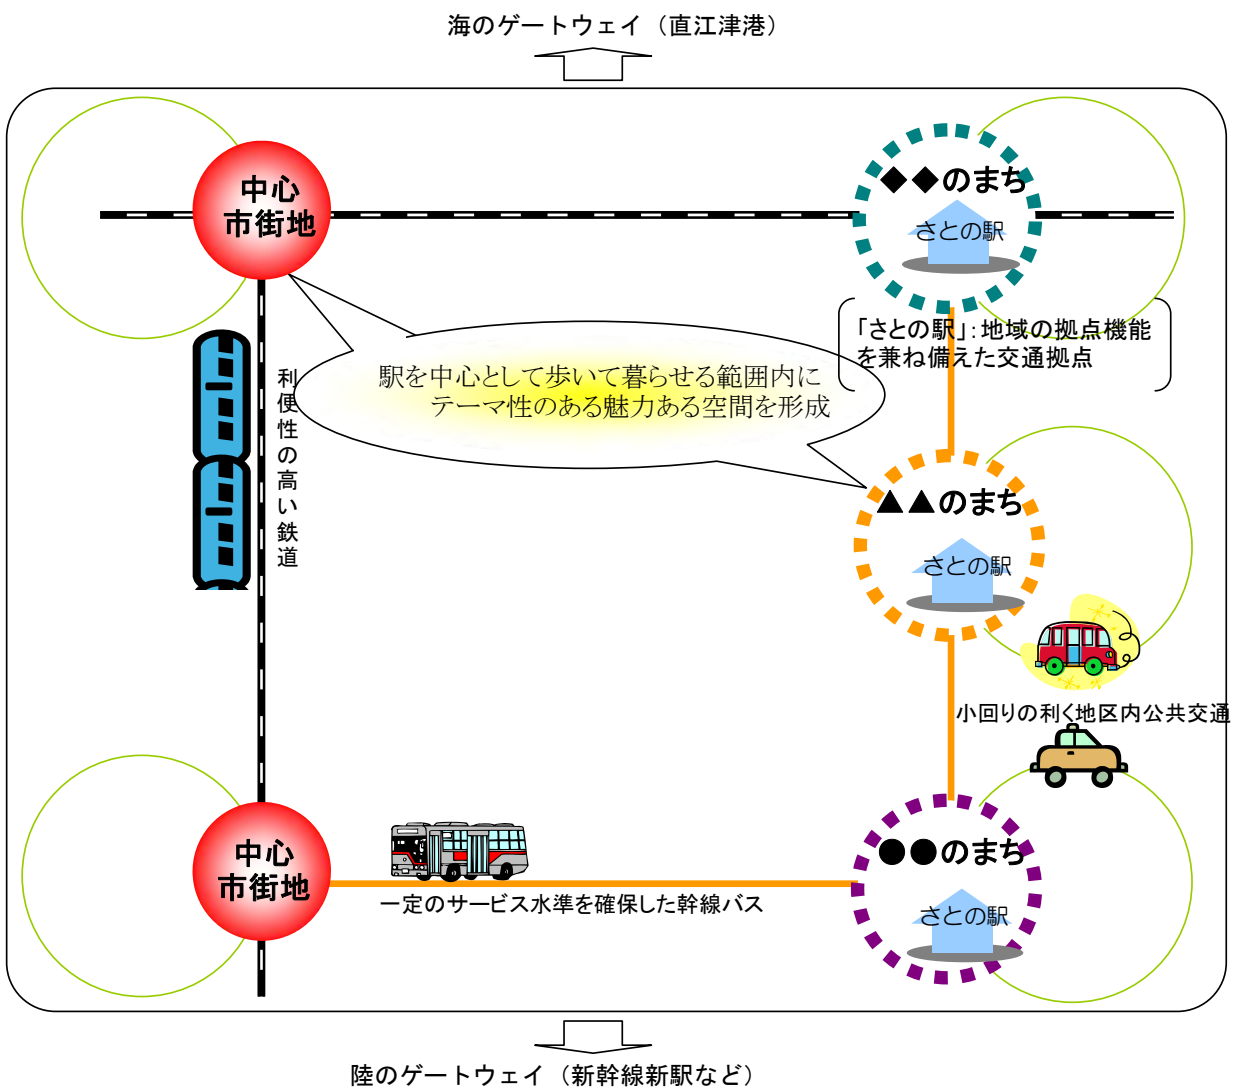 海のゲートウェイ（直江津港）
中心
市街地
◆◆のまち
さとの駅
「さとの駅」：地域の拠点機能
を兼ね備えた交通拠点
駅を中心として歩いて暮らせる範囲内に
テーマ性のある魅力ある空間を形成
利便性の高い鉄道
▲▲のまち
さとの駅
小回りの利く地区内公共交通
中心
市街地
●●のまち
さとの駅
一定のサービス水準を確保した幹線バス
陸のゲートウェイ（新幹線新駅など）